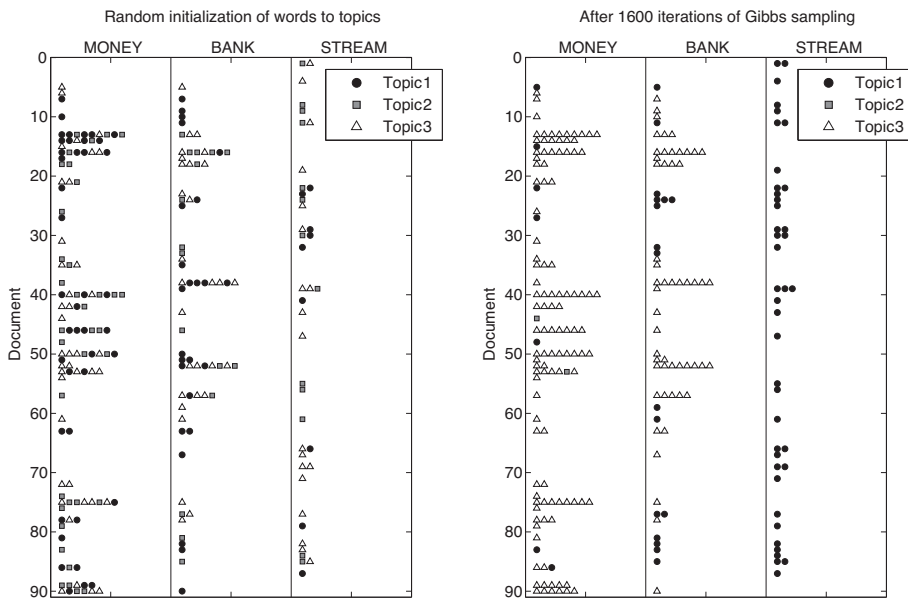 Random initialization of words to topics
MONEY BANK STREAM
0
10
20
30
40
50
60
70
80
90
Document
Topic1
Topic2
Topic3
After 1600 iterations of Gibbs sampling
MONEY BANK STREAM
0
10
20
30
40
50
60
70
80
90
Document
Topic1
Topic2
Topic3